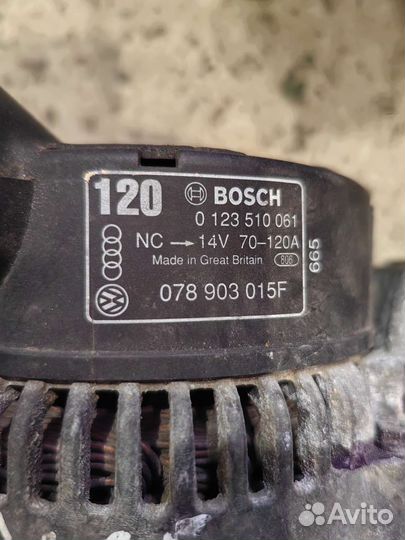 120 BOSCH
0 123 510 061
NC → 14V 70-120A
Made in Great Britain 806
078 903 015F
665
Avito